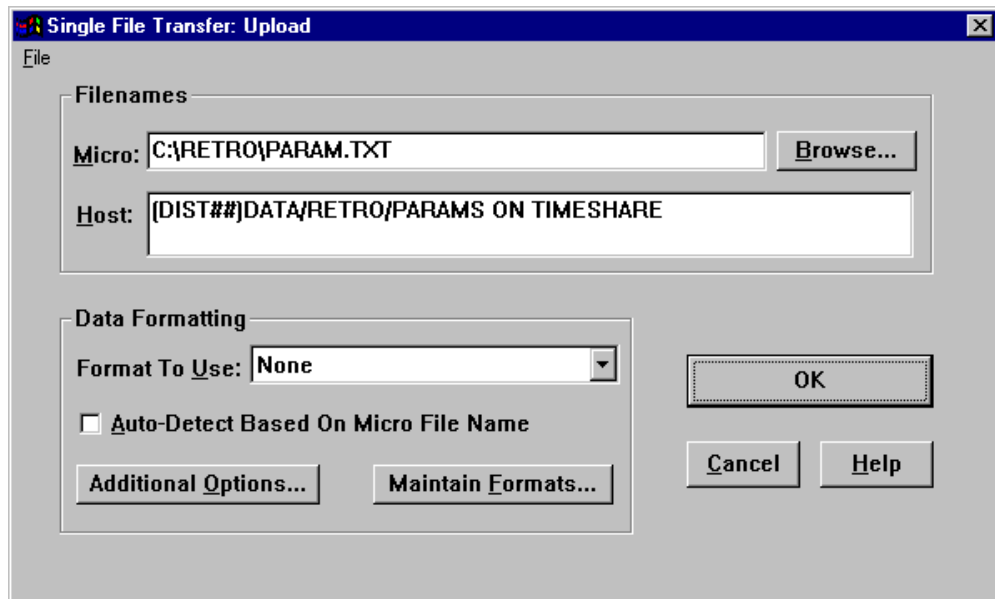 Single File Transfer: Upload
File
Filenames
Micro: C:\RETRO\PARAM.TXT Browse...
Host: (DIST##)DATA/RETRO/PARAMS ON TIMESHARE
Data Formatting
Format To Use: None
Auto-Detect Based On Micro File Name
Additional Options... Maintain Formats...
OK
Cancel Help